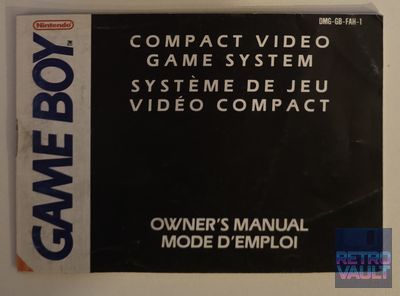 Nintendo
GAME BOY
TM
DMG-GB-FAH-1
COMPACT VIDEO
GAME SYSTEM
SYSTÈME DE JEU
VIDÉO COMPACT
OWNER'S MANUAL
MODE D'EMPLOI
RETRO
VAULT